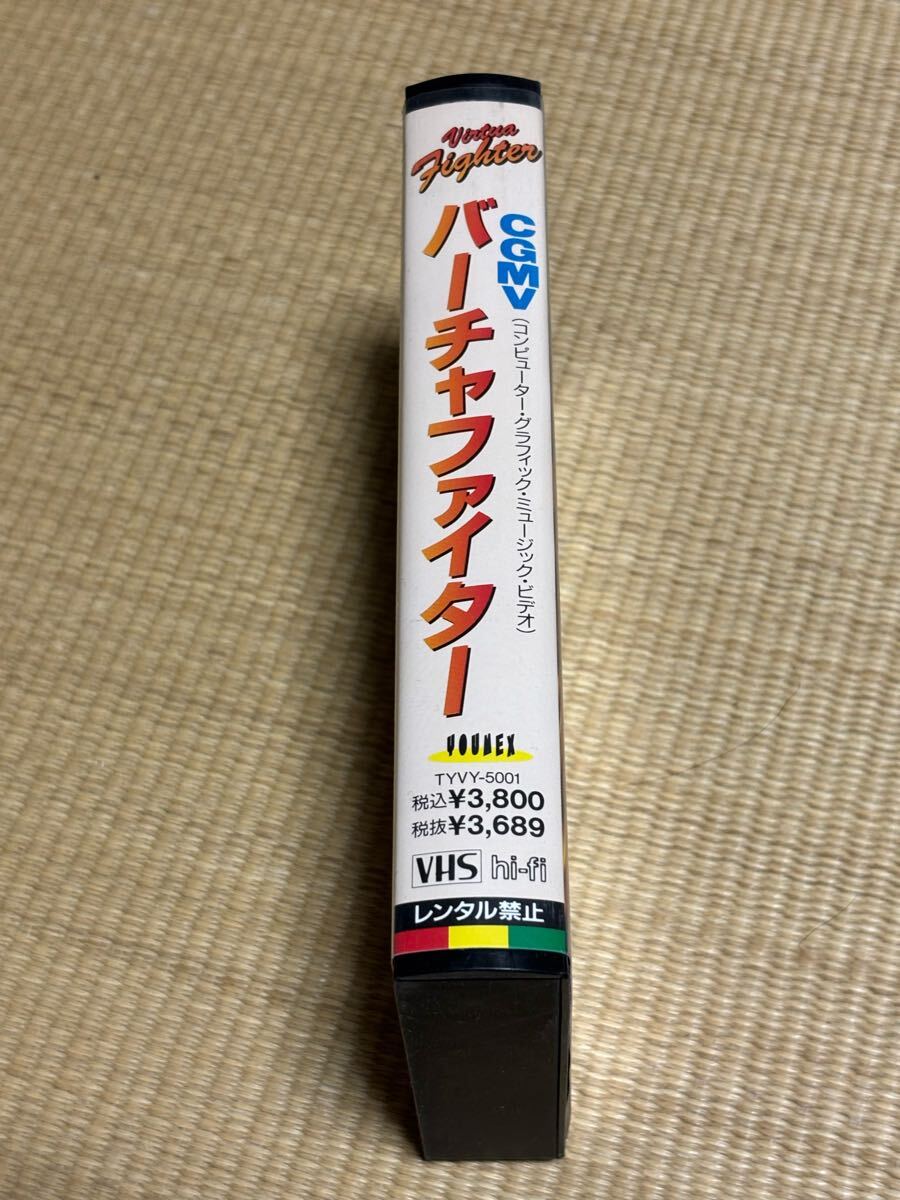 Virtua
Fighter
CGMV
(コンピューター・グラフィック・ミュージック・ビデオ)
バーチャファイター
YOUMEX
TYVY-5001
税込¥3,800
税抜¥3,689
VHS hi-fi
レンタル禁止